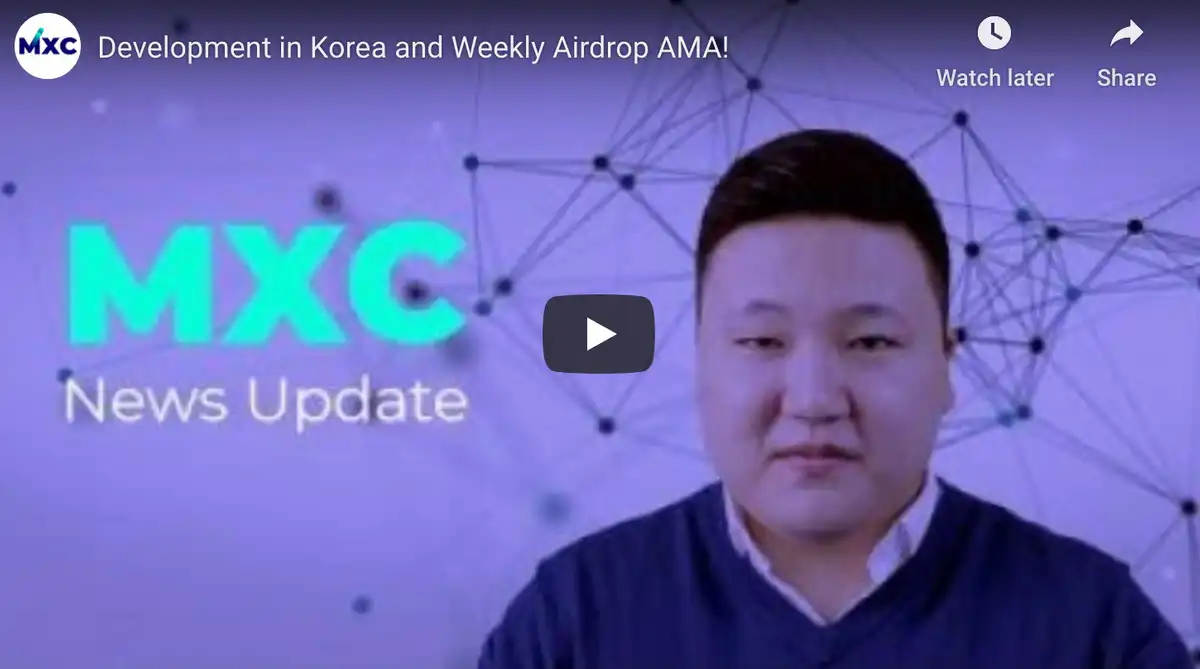 MXC
Development in Korea and Weekly Airdrop AMA!
Watch later
Share
MXC
News Update